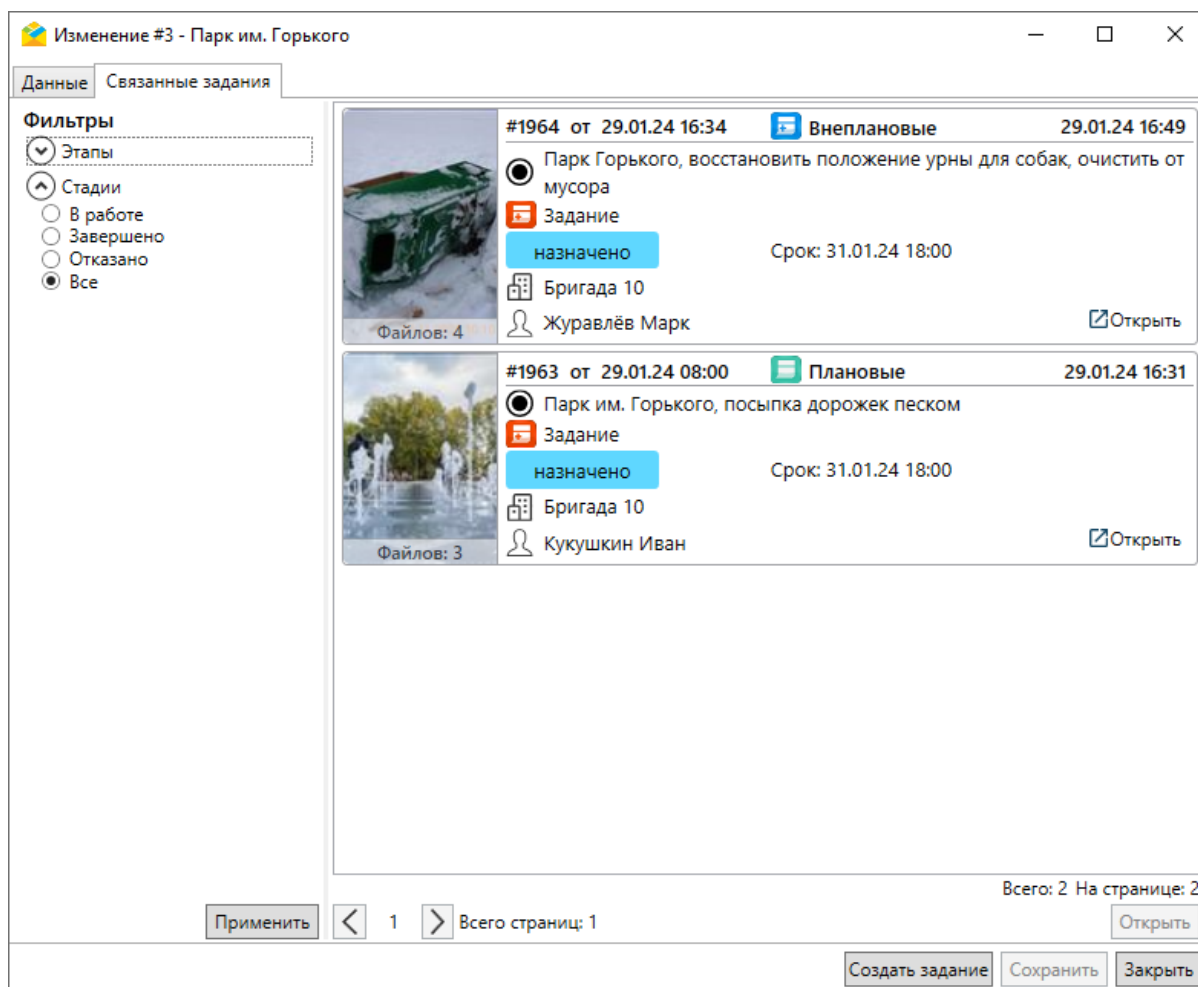 Изменение #3 - Парк им. Горького
Данные
Связанные задания
Фильтры
Этапы
Стадии
В работе
Завершено
Отказано
Все
#1964 от 29.01.24 16:34 Внеплановые 29.01.24 16:49
Парк Горького, восстановить положение урны для собак, очистить от
мусора
Задание
назначено Срок: 31.01.24 18:00
Бригада 10
Журавлёв Марк
Открыть
Файлов: 4
#1963 от 29.01.24 08:00 Плановые 29.01.24 16:31
Парк им. Горького, посыпка дорожек песком
Задание
назначено Срок: 31.01.24 18:00
Бригада 10
Кукушкин Иван
Открыть
Файлов: 3
Всего: 2 На странице: 2
Применить
1 Всего страниц: 1
Открыть
Создать задание Сохранить Закрыть